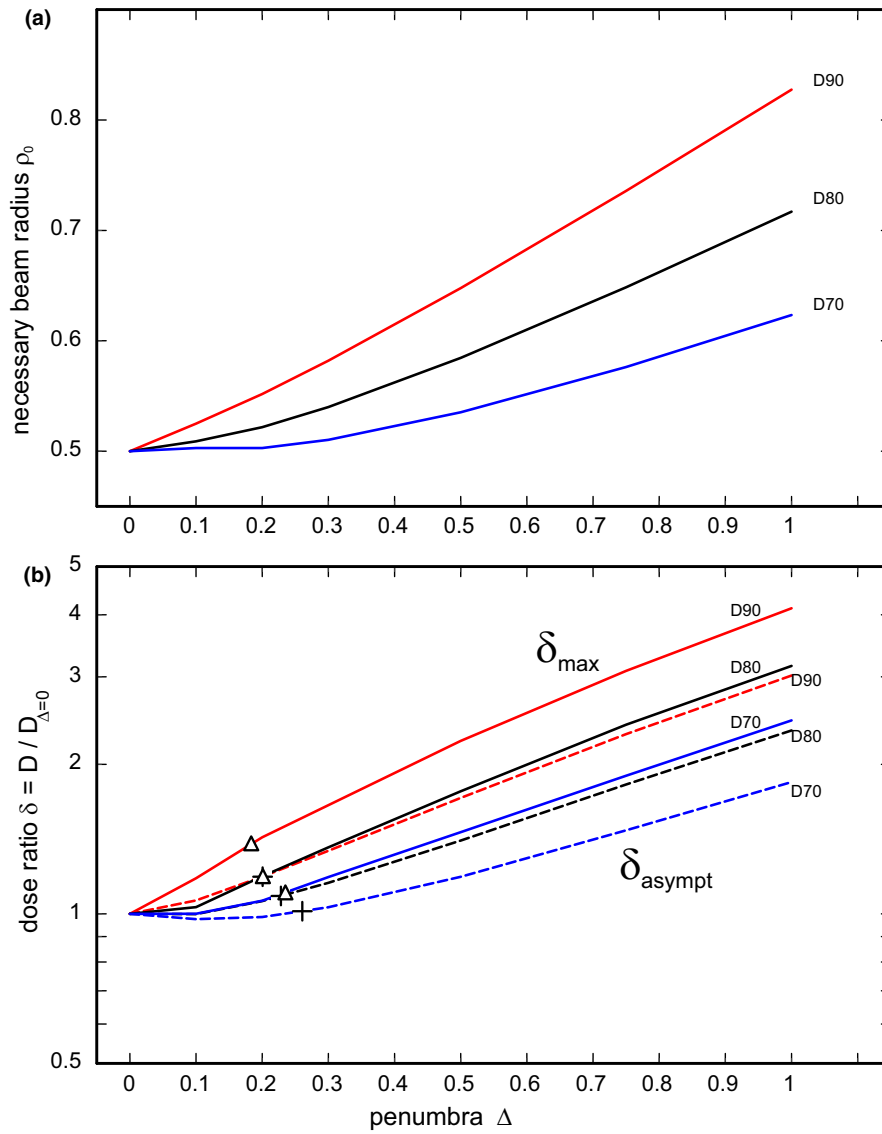 (a)
necessary beam radius ρ₀
0.8
0.7
0.6
0.5
D90
D80
D70
0 0.1 0.2 0.3 0.4 0.5 0.6 0.7 0.8 0.9 1
(b)
dose ratio δ = D / D_Δ=0
5
4
3
2
1
0.5
δ_max
D90
D80
D90
D70
D80
D70
δ_asympt
0 0.1 0.2 0.3 0.4 0.5 0.6 0.7 0.8 0.9 1
penumbra Δ